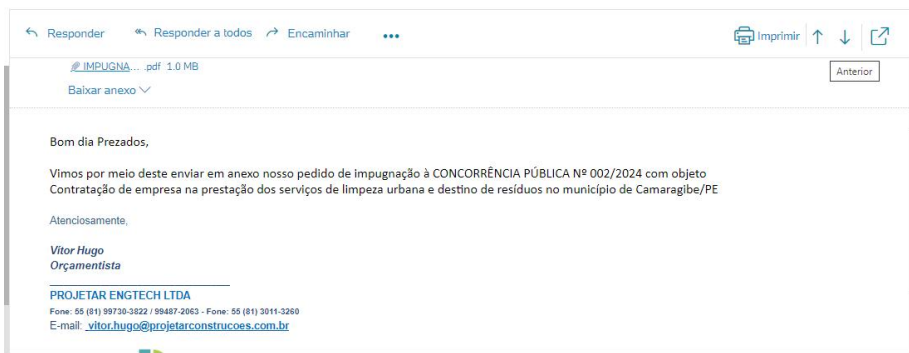 Responder Responder a todos Encaminhar ... Imprimir
IMPUGNA... .pdf 1.0 MB
Anterior
Baixar anexo
Bom dia Prezados,
Vimos por meio deste enviar em anexo nosso pedido de impugnação à CONCORRÊNCIA PÚBLICA Nº 002/2024 com objeto
Contratação de empresa na prestação dos serviços de limpeza urbana e destino de resíduos no município de Camaragibe/PE
Atenciosamente,
Vitor Hugo
Orçamentista
PROJETAR ENGTECH LTDA
Fone: 55 (81) 99730-3822 / 99487-2063 - Fone: 55 (81) 3011-3260
E-mail: vitor.hugo@projetarconstrucoes.com.br